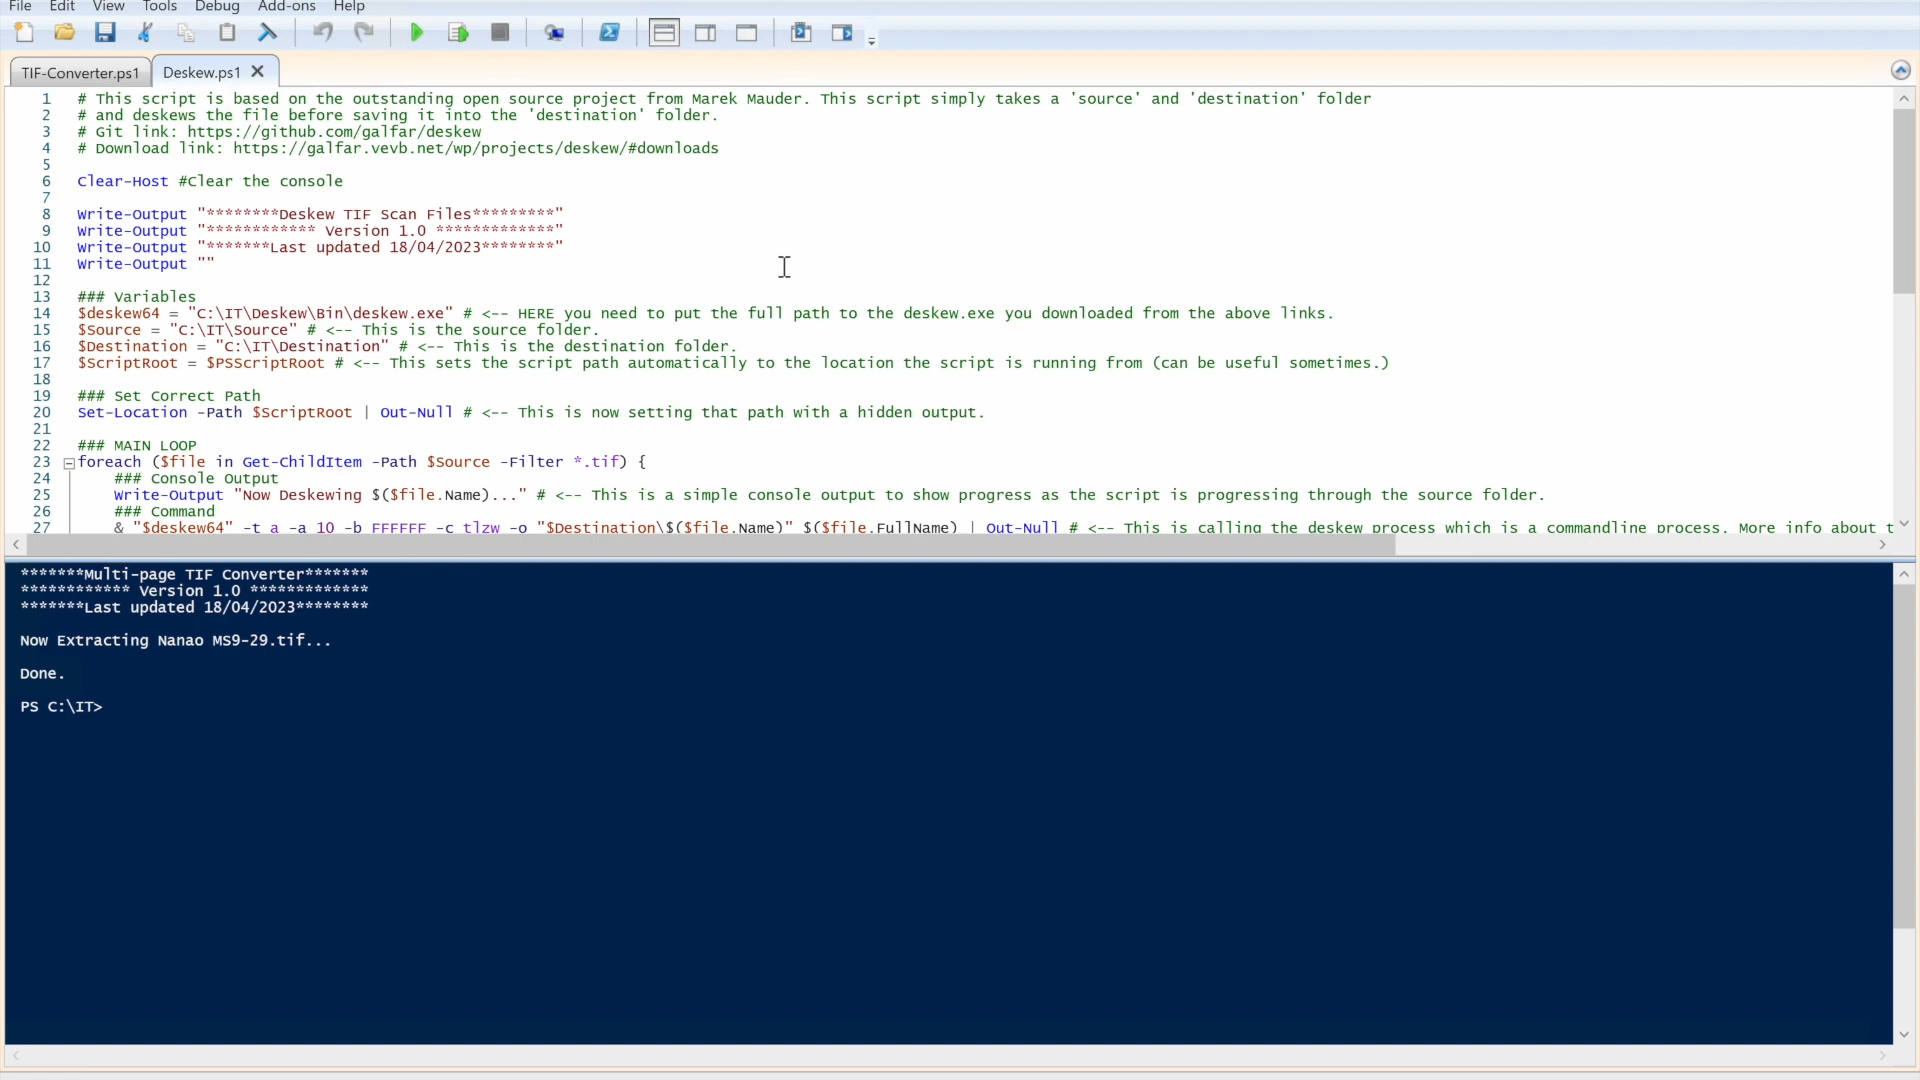 File Edit View Tools Debug Add-ons Help
TIF-Converter.ps1 Deskew.ps1
1 # This script is based on the outstanding open source project from Marek Mauder. This script simply takes a 'source' and 'destination' folder
2 # and deskews the file before saving it into the 'destination' folder.
3 # Git link: https://github.com/galfar/deskew
4 # Download link: https://galfar.vevb.net/wp/projects/deskew/#downloads
5
6 Clear-Host #Clear the console
7
8 Write-Output "********Deskew TIF Scan Files*********"
9 Write-Output "************ Version 1.0 *************"
10 Write-Output "*******Last updated 18/04/2023********"
11 Write-Output ""
12
13 ### Variables
14 $deskew64 = "C:\IT\Deskew\Bin\deskew.exe" # <-- HERE you need to put the full path to the deskew.exe you downloaded from the above links.
15 $Source = "C:\IT\Source" # <-- This is the source folder.
16 $Destination = "C:\IT\Destination" # <-- This is the destination folder.
17 $ScriptRoot = $PSScriptRoot # <-- This sets the script path automatically to the location the script is running from (can be useful sometimes.)
18
19 ### Set Correct Path
20 Set-Location -Path $ScriptRoot | Out-Null # <-- This is now setting that path with a hidden output.
21
22 ### MAIN LOOP
23 foreach ($file in Get-ChildItem -Path $Source -Filter *.tif) {
24 ### Console Output
25 Write-Output "Now Deskewing $($file.Name)..." # <-- This is a simple console output to show progress as the script is progressing through the source folder.
26 ### Command
27 & "$deskew64" -t a -a 10 -b FFFFFF -c tlzw -o "$Destination\$($file.Name)" $($file.FullName) | Out-Null # <-- This is calling the deskew process which is a commandline process. More info about t
*******Multi-page TIF Converter*******
************ Version 1.0 *************
*******Last updated 18/04/2023********
Now Extracting Nanao MS9-29.tif...
Done.
PS C:\IT>